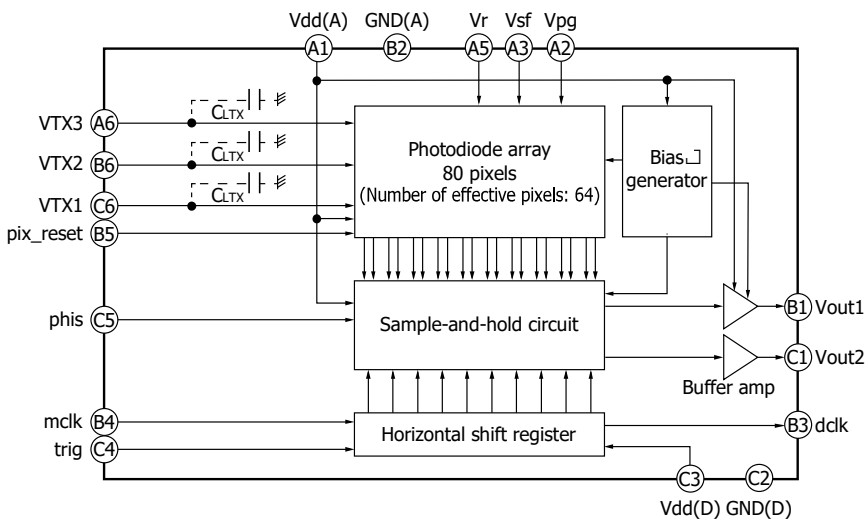 Vdd(A) GND(A) Vr Vsf Vpg
A1 B2 A5 A3 A2
CLTX
VTX3 A6
CLTX
VTX2 B6
CLTX
VTX1 C6
pix_reset B5
Photodiode array
80 pixels
(Number of effective pixels: 64)
Bias
generator
phis C5
Sample-and-hold circuit
B1 Vout1
C1 Vout2
Buffer amp
mclk B4
trig C4
Horizontal shift register
B3 dclk
C3 C2
Vdd(D) GND(D)